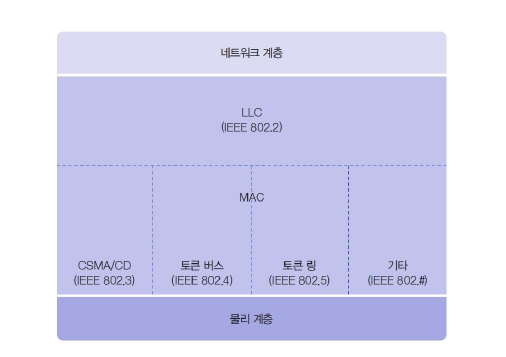 네트워크 계층
LLC
(IEEE 802.2)
MAC
CSMA/CD
(IEEE 802.3)
토큰 버스
(IEEE 802.4)
토큰 링
(IEEE 802.5)
기타
(IEEE 802.#)
물리 계층